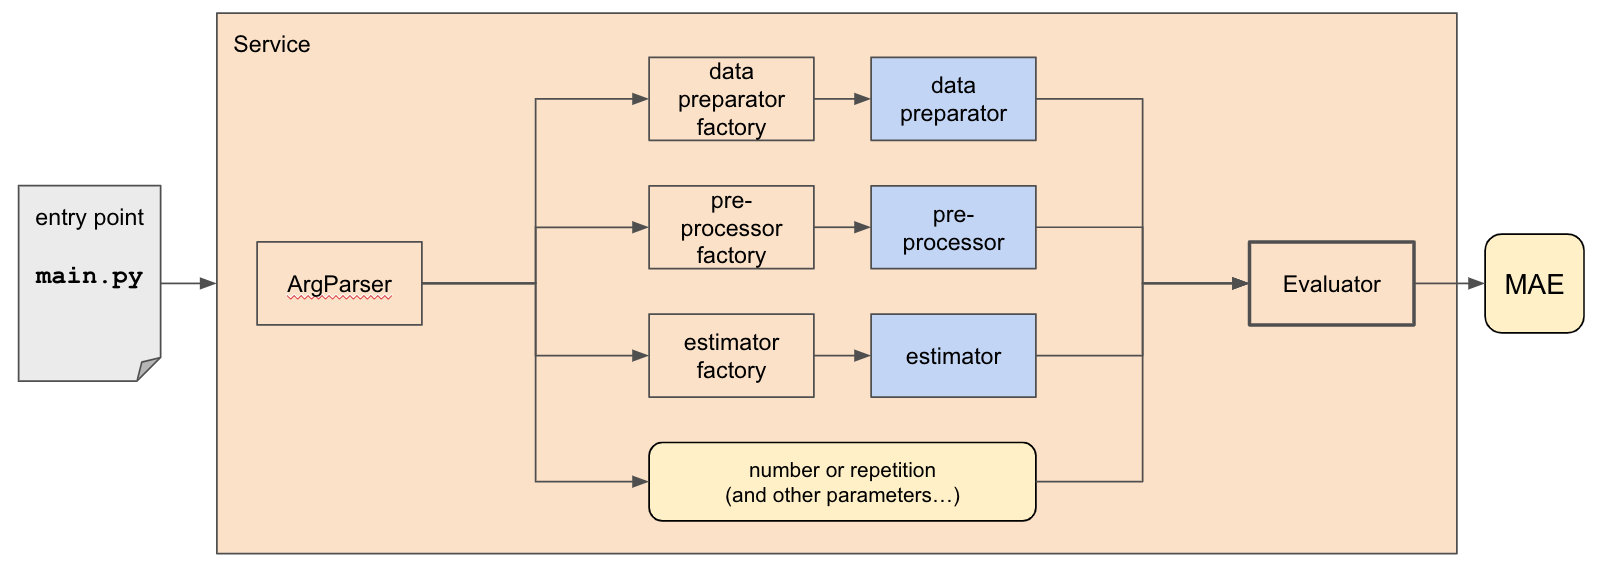 Service
entry point
main.py
ArgParser
data
preparator
factory
data
preparator
pre-
processor
factory
pre-
processor
estimator
factory
estimator
number or repetition
(and other parameters…)
Evaluator
MAE